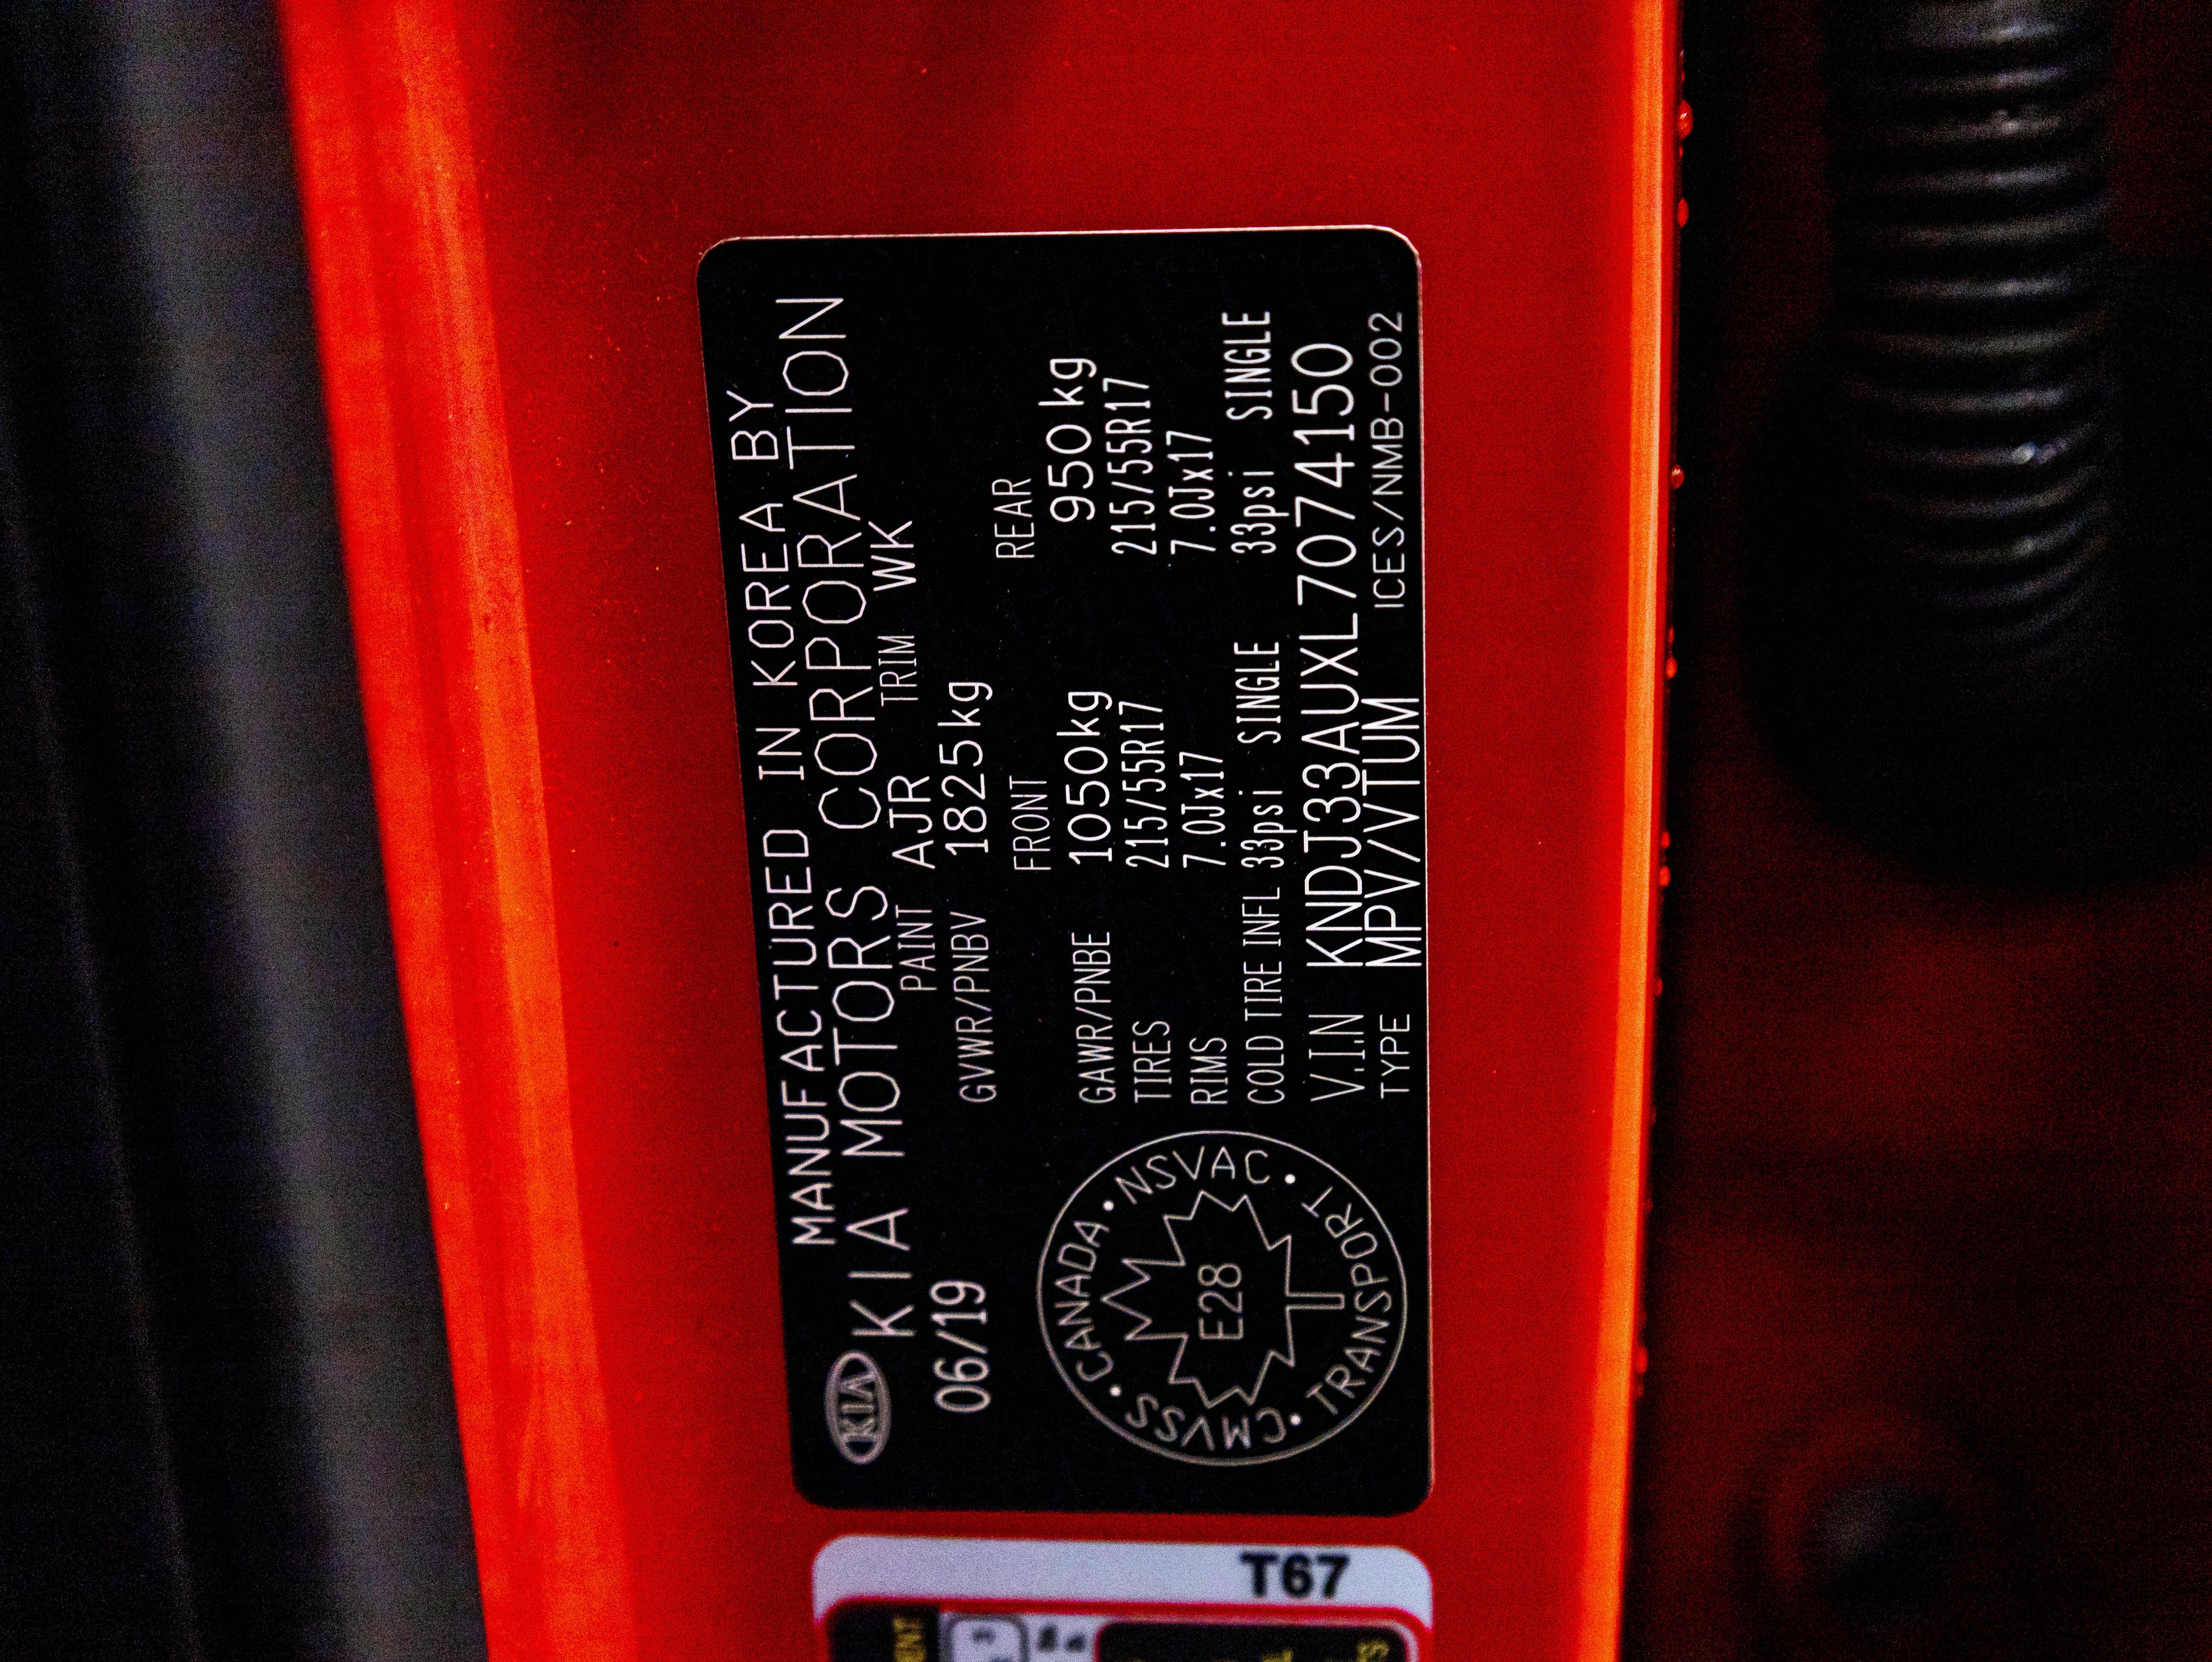 MANUFACTURED IN KOREA BY
KIA KIA MOTORS CORPORATION
06/19 PAINT AJR TRIM WK
GVWR/PNBV 1825kg
FRONT REAR
GAWR/PNBE 1050kg 950kg
TIRES 215/55R17 215/55R17
RIMS 7.0Jx17 7.0Jx17
COLD TIRE INFL 33psi SINGLE 33psi SINGLE
V.I.N KNDJ33AUXL7074150
TYPE MPV/VTUM ICES/NMB-002
CMVSS • CANADA • NSVAC • TRANSPORT •
E28
T67